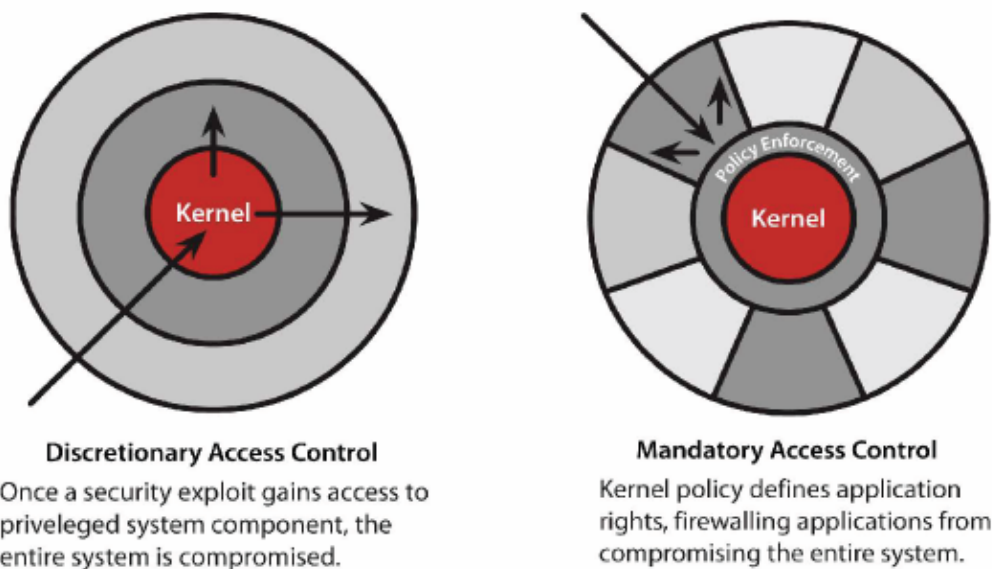 Kernel
Policy Enforcement
Kernel
Discretionary Access Control
Once a security exploit gains access to
priveleged system component, the
entire system is compromised.
Mandatory Access Control
Kernel policy defines application
rights, firewalling applications from
compromising the entire system.